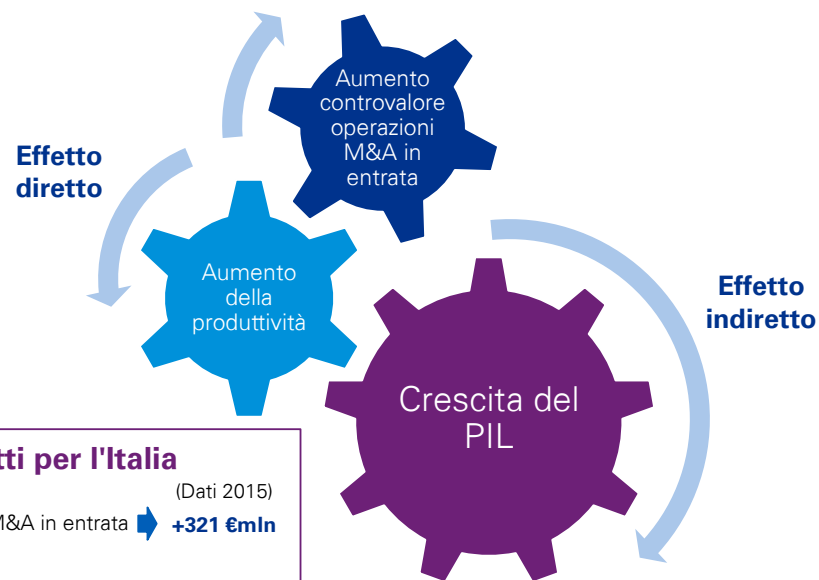 Aumento
controvalore
operazioni
M&A in
entrata
Effetto
diretto
Aumento
della
produttività
Effetto
indiretto
Crescita del
PIL
per l'Italia
(Dati 2015)
in entrata
+321 €mln